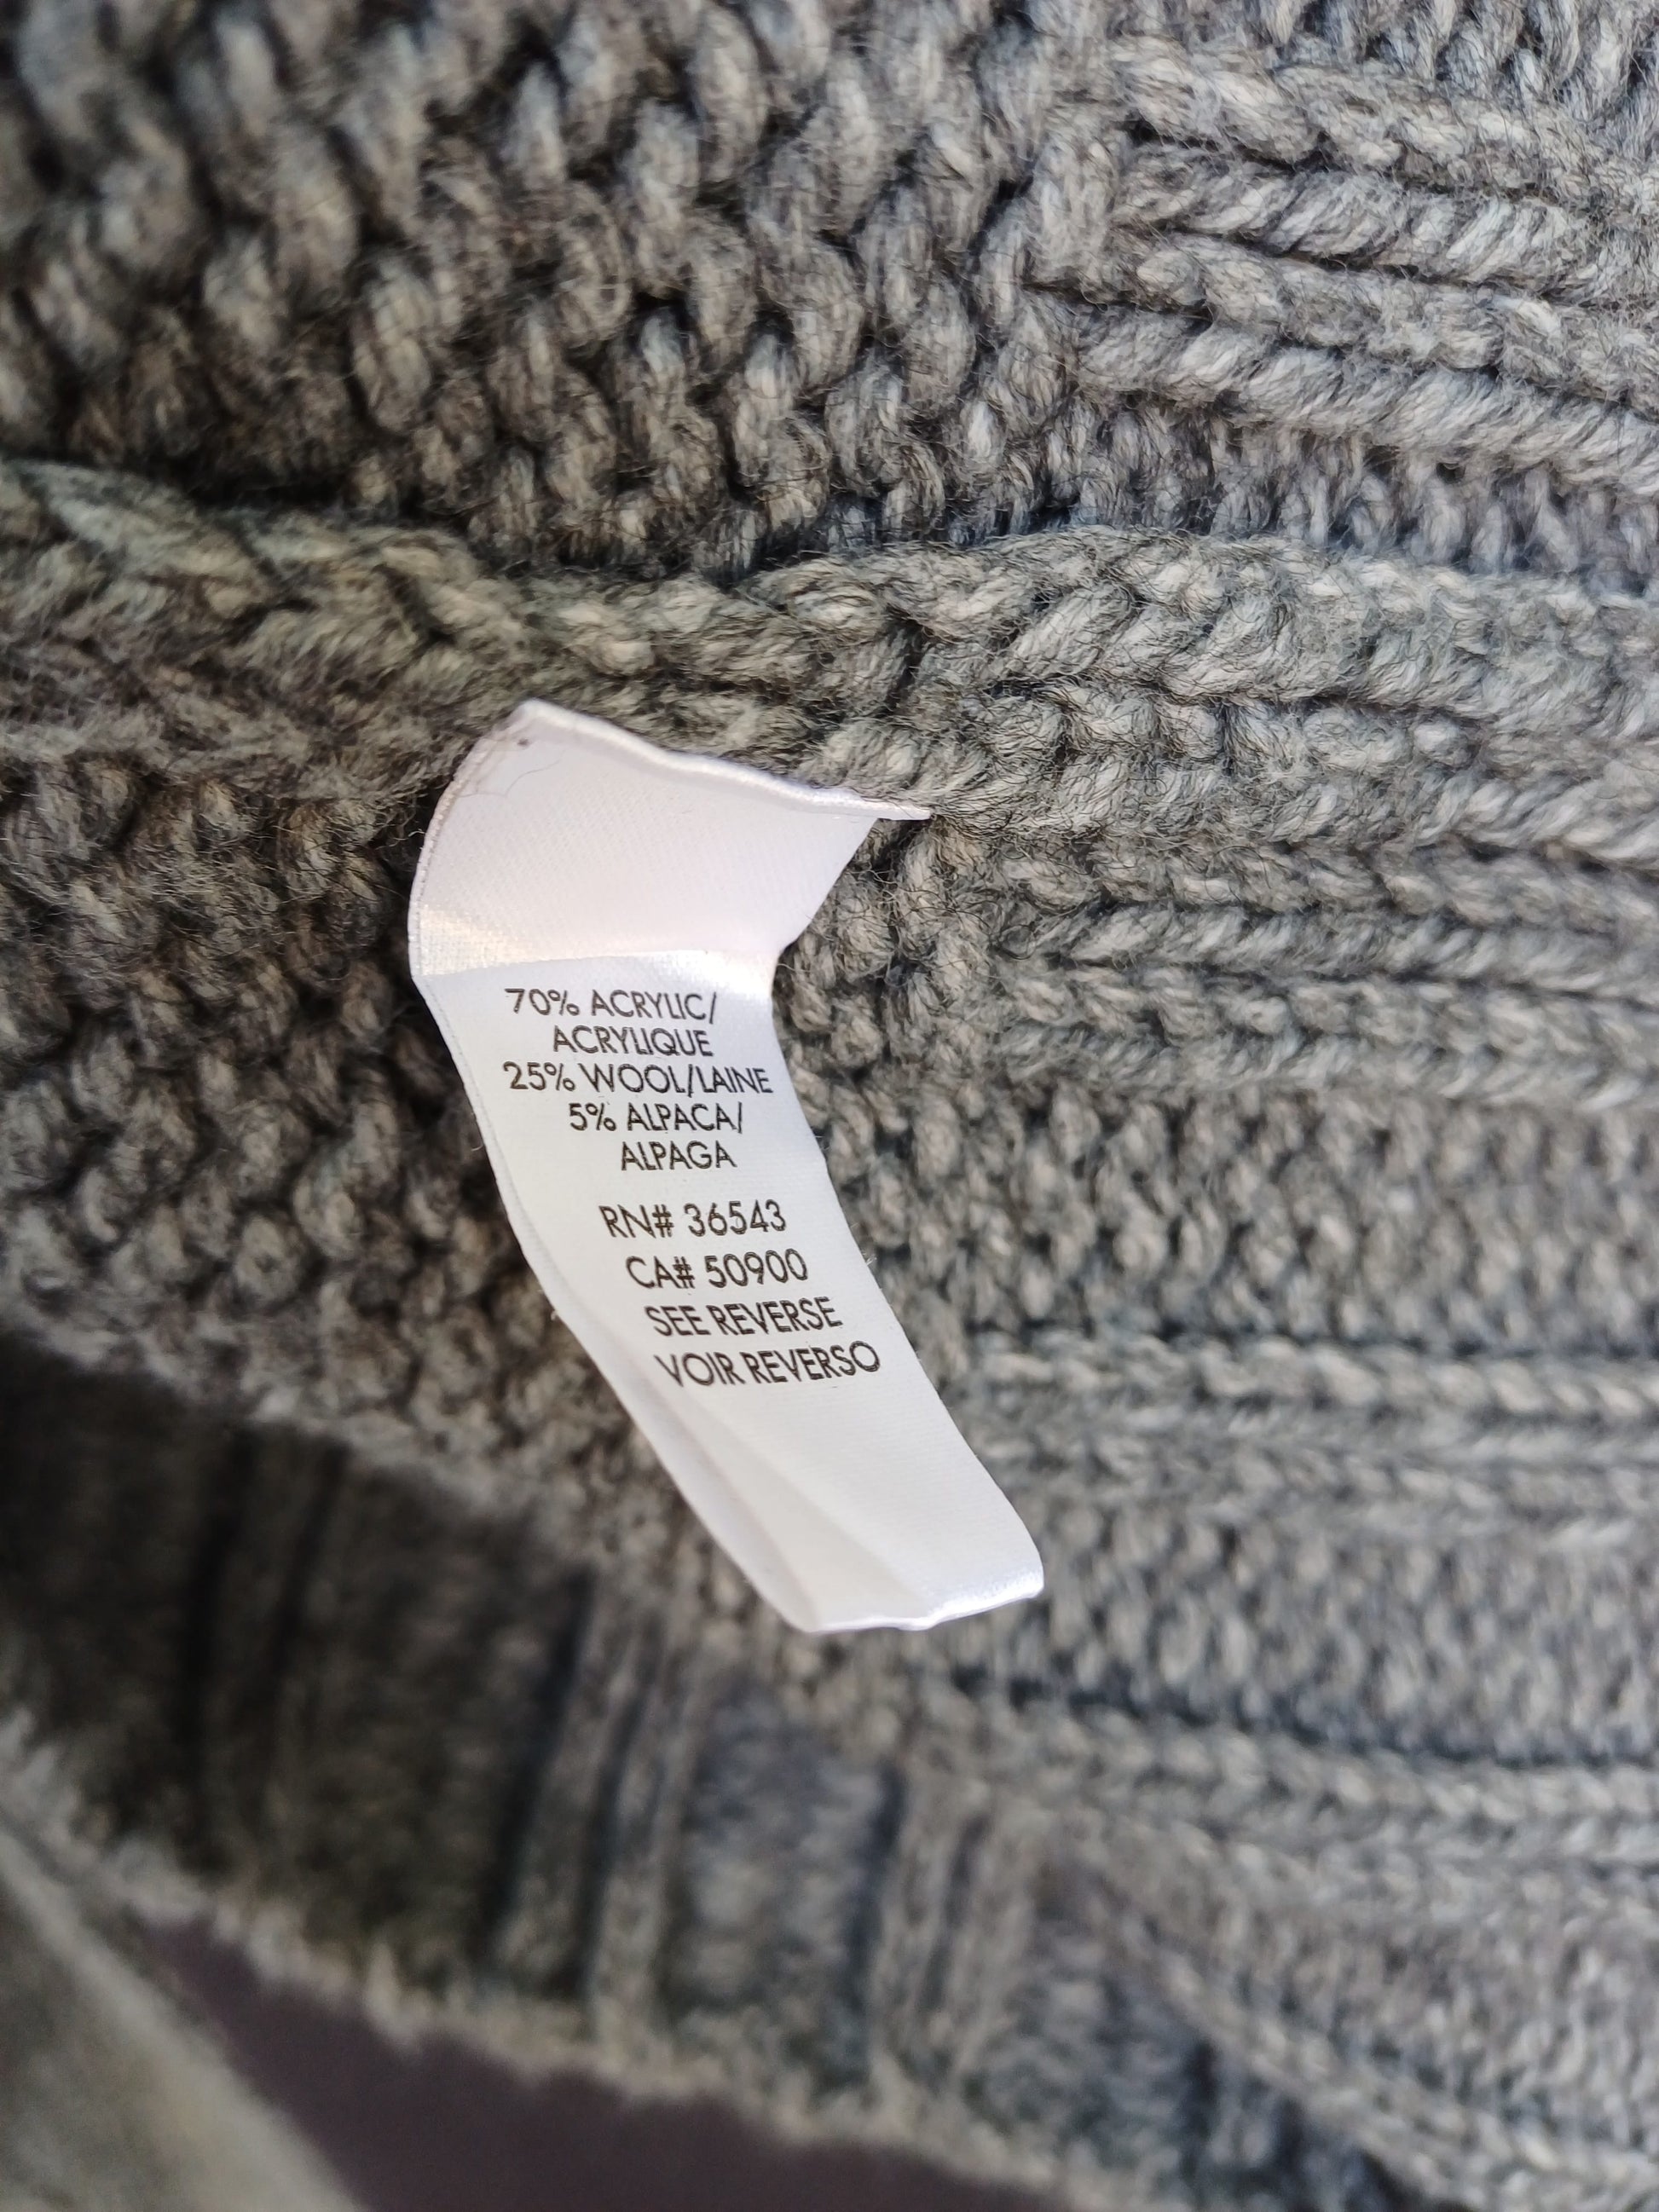 70% ACRYLIC/
ACRYLIQUE
25% WOOL/LAINE
5% ALPACA/
ALPAGA
RN# 36543
CA# 50900
SEE REVERSE
VOIR REVERSO